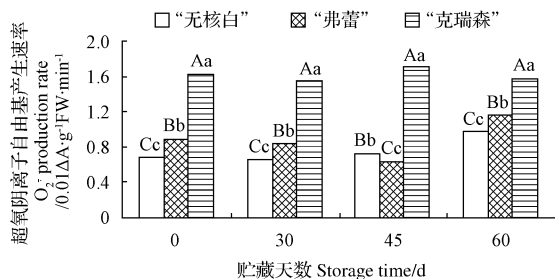 “无核白” “弗蕾” “克瑞森”
超氧阴离子自由基产生速率
O₂⁻ production rate
/0.01ΔA·g⁻¹FW·min⁻¹
2.0
1.6
1.2
0.8
0.4
0
Cc Bb Aa Cc Bb Aa Bb Cc Aa Cc Bb Aa
0 30 45 60
贮藏天数 Storage time/d